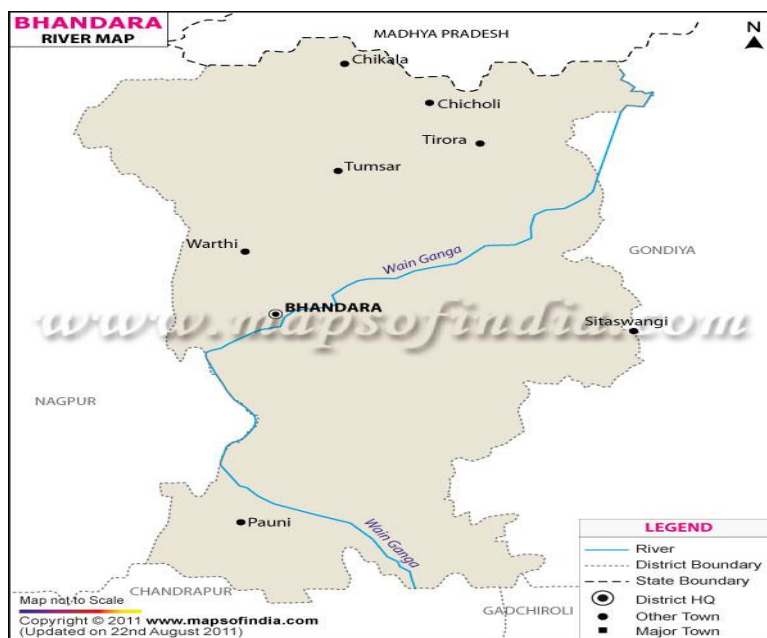 BHANDARA
RIVER MAP
MADHYA PRADESH
N
Chikala
Chicholi
Tirora
Tumsar
Warthi
Wain Ganga
GONDIYA
BHANDARA
www.mapsofindia.com
Sitaswangi
NAGPUR
Pauni
Wain Ganga
CHANDRAPUR
GADCHIROLI
LEGEND
River
District Boundary
State Boundary
District HQ
Other Town
Major Town
Map not to Scale
Copyright © 2011 www.mapsofindia.com
(Updated on 22nd August 2011)